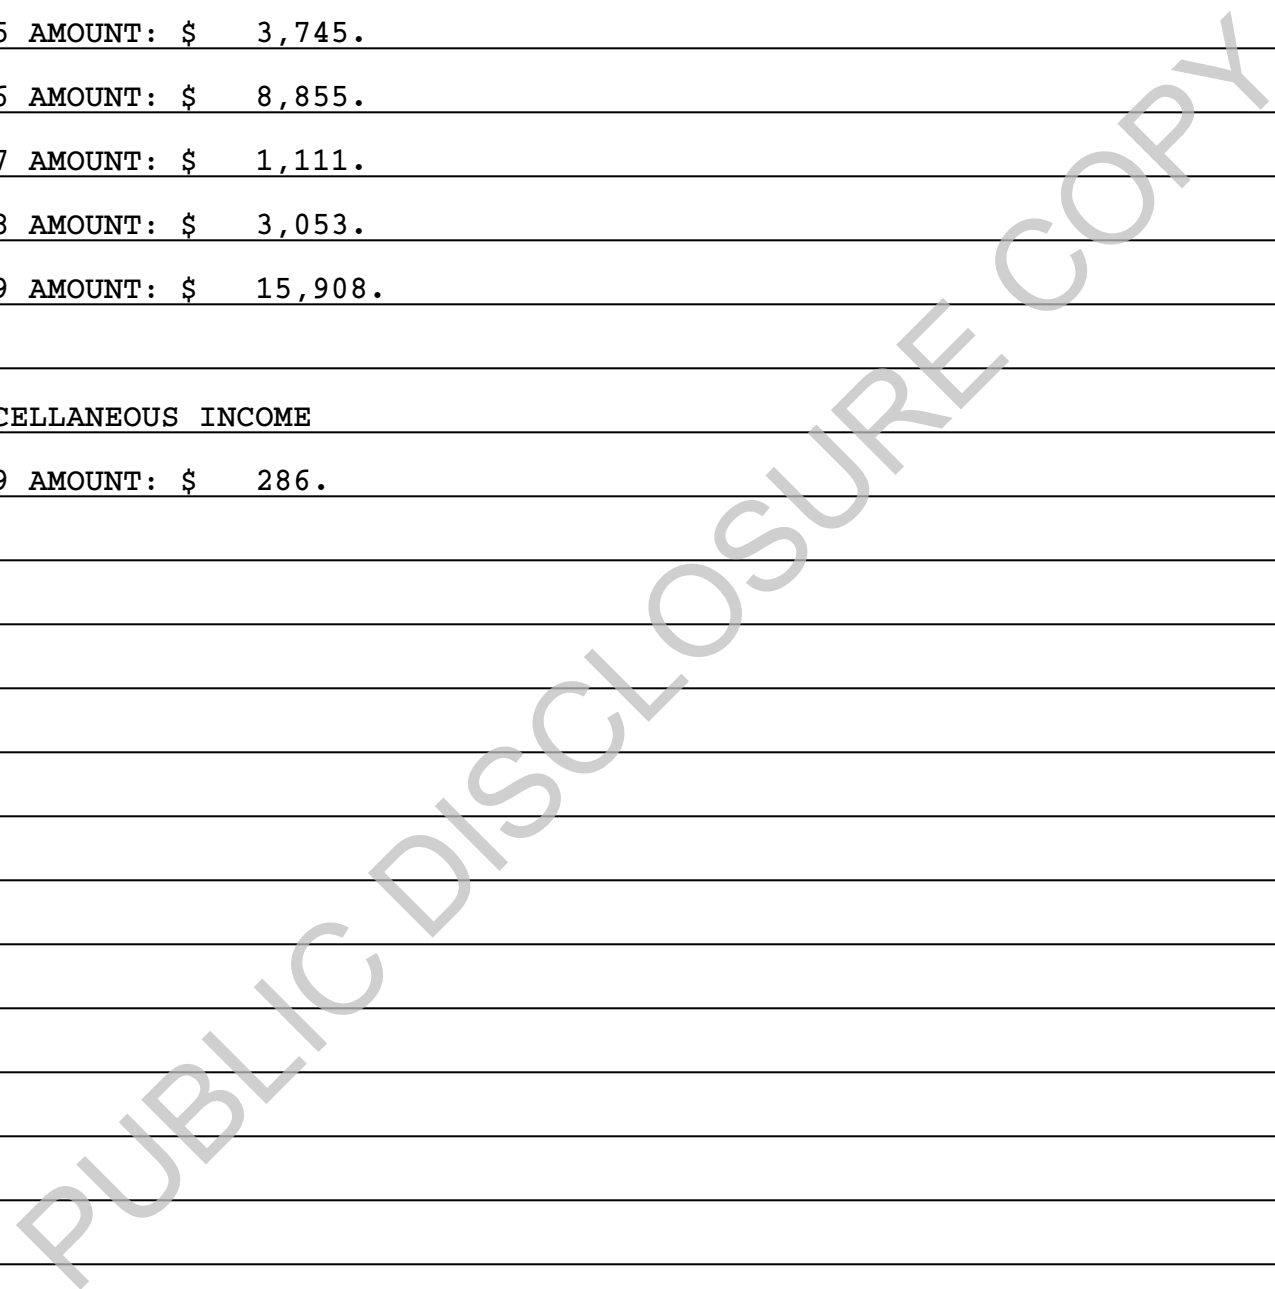 5 AMOUNT: $ 3,745.
6 AMOUNT: $ 8,855.
7 AMOUNT: $ 1,111.
8 AMOUNT: $ 3,053.
9 AMOUNT: $ 15,908.
CELLANEOUS INCOME
9 AMOUNT: $ 286.
PUBLIC DISCLOSURE COPY